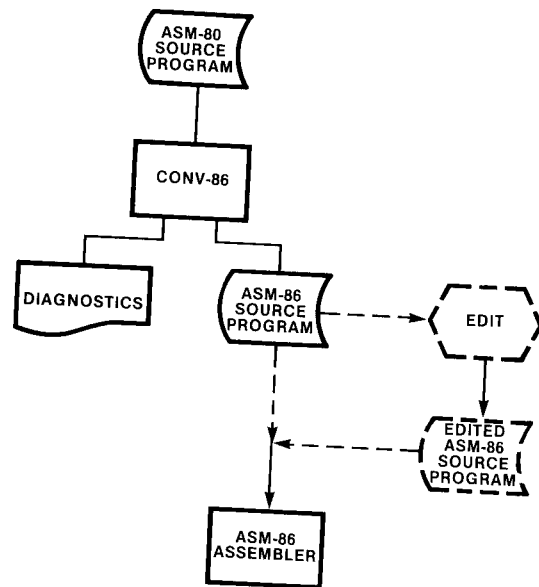 ASM-80
SOURCE
PROGRAM
CONV-86
DIAGNOSTICS
ASM-86
SOURCE
PROGRAM
EDIT
EDITED
ASM-86
SOURCE
PROGRAM
ASM-86
ASSEMBLER